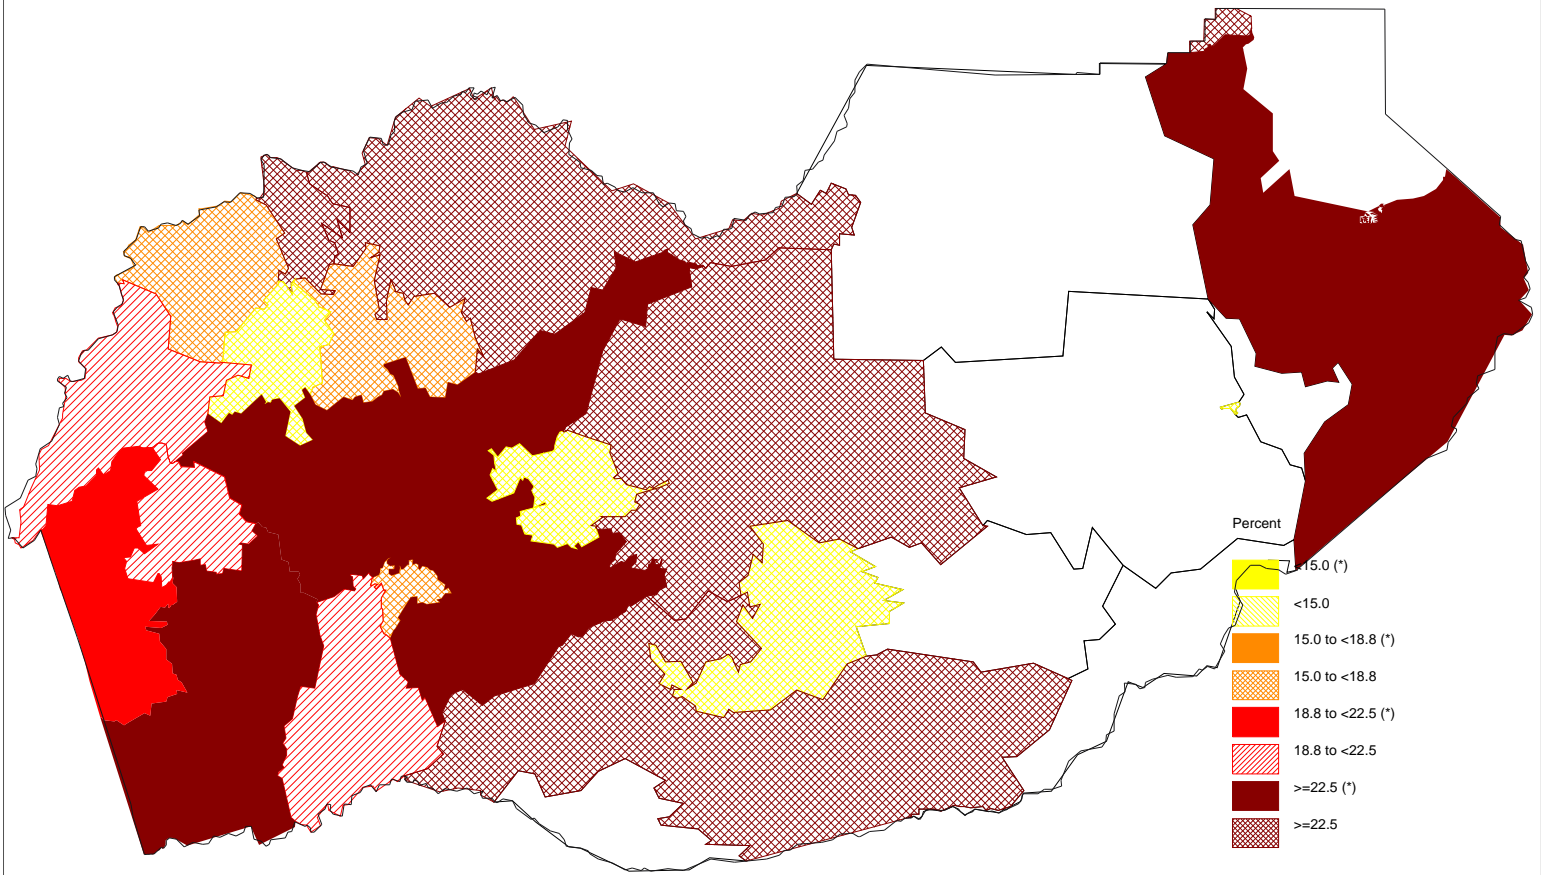 Percent
<15.0 (*)
<15.0
15.0 to <18.8 (*)
15.0 to <18.8
18.8 to <22.5 (*)
18.8 to <22.5
>=22.5 (*)
>=22.5